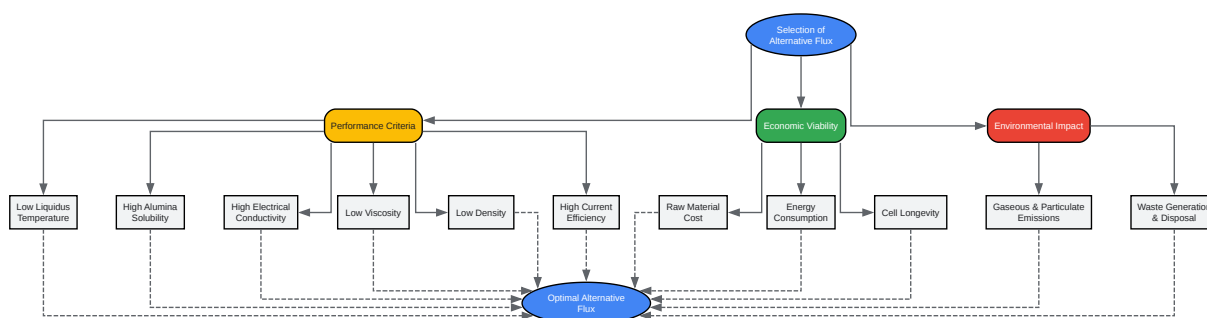 Selection of
Alternative Flux
Performance Criteria
Economic Viability
Environmental Impact
Low Liquidus
Temperature
High Alumina
Solubility
High Electrical
Conductivity
Low Viscosity
Low Density
High Current
Efficiency
Raw Material
Cost
Energy
Consumption
Cell Longevity
Gaseous & Particulate
Emissions
Waste Generation
& Disposal
Optimal Alternative
Flux